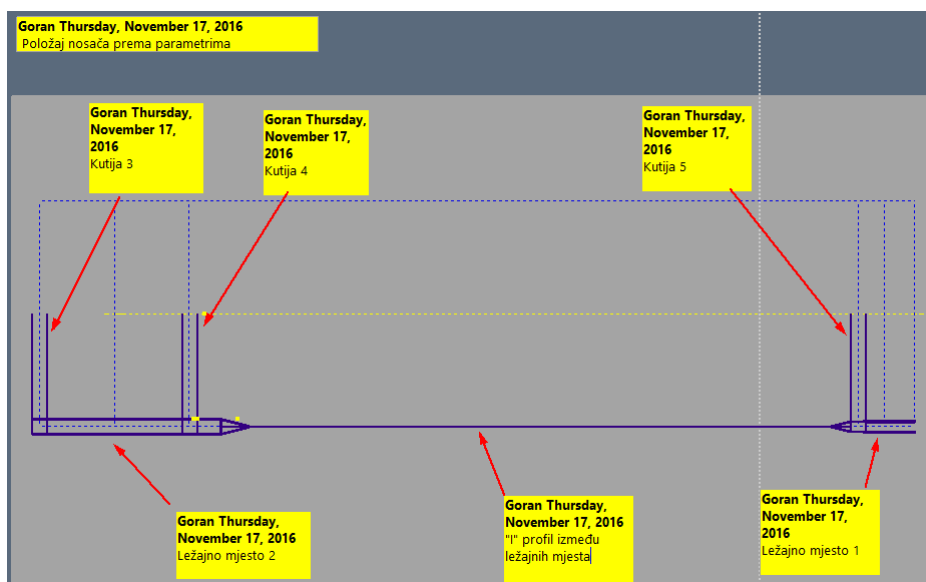 Goran Thursday, November 17, 2016
Položaj nosača prema parametrima
Goran Thursday,
November 17,
2016
Kutija 3
Goran Thursday,
November 17,
2016
Kutija 4
Goran Thursday,
November 17,
2016
Kutija 5
Goran Thursday,
November 17, 2016
Ležajno mjesto 2
Goran Thursday,
November 17, 2016
"I" profil između
ležajnih mjesta
Goran Thursday,
November 17,
2016
Ležajno mjesto 1